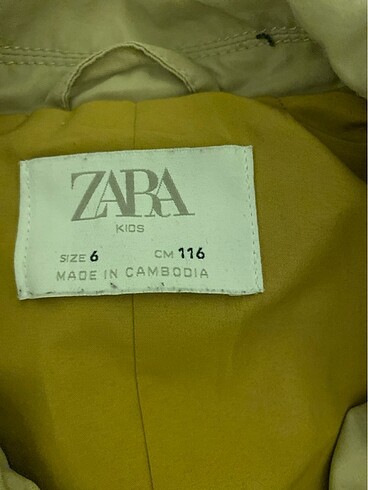 ZARA
KIDS
SIZE 6 CM 116
MADE IN CAMBODIA